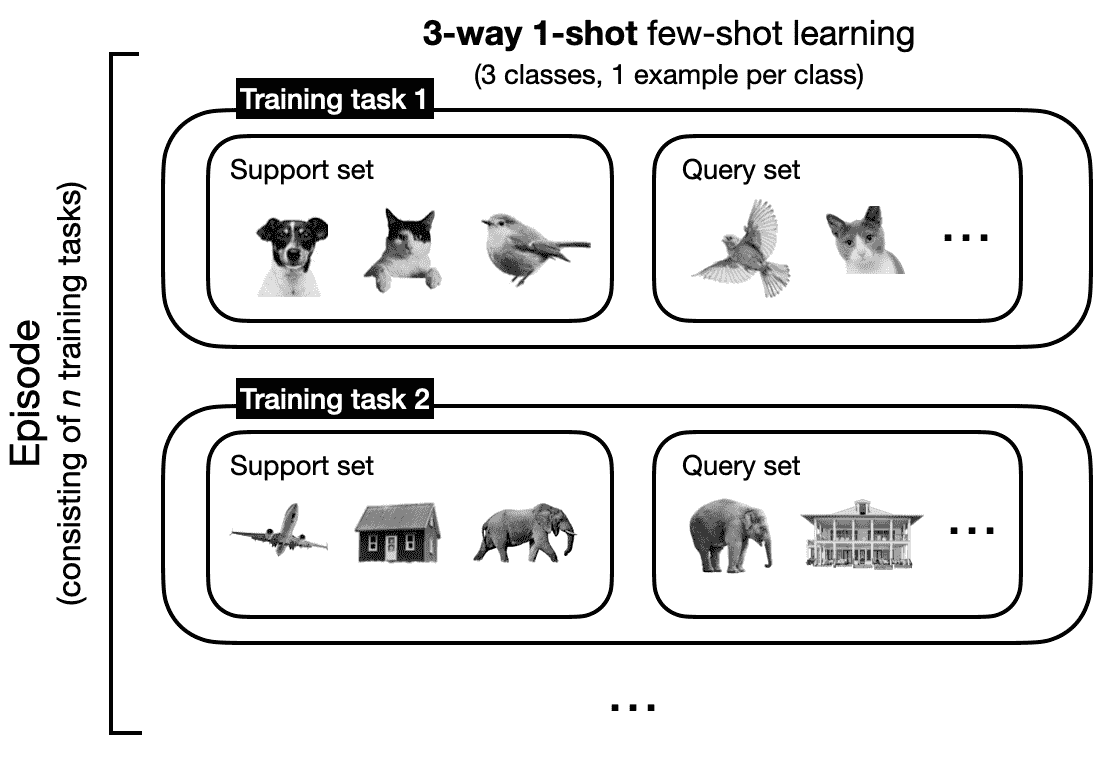 3-way 1-shot few-shot learning
(3 classes, 1 example per class)
Episode
(consisting of n training tasks)
Training task 1
Support set
Query set
...
Training task 2
Support set
Query set
...
...